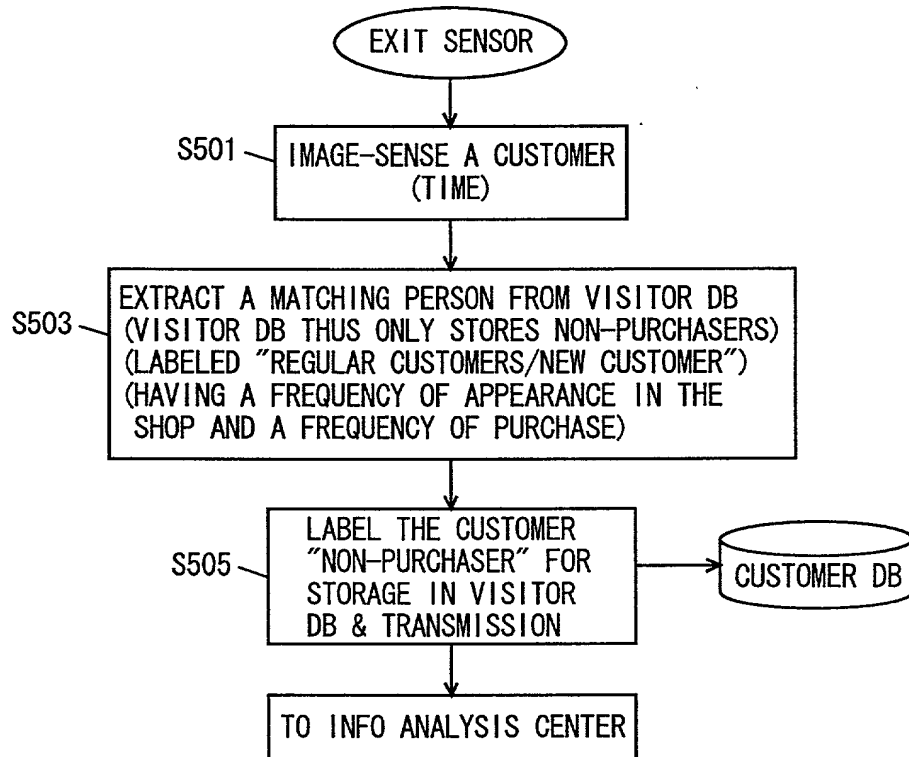 EXIT SENSOR
S501
IMAGE-SENSE A CUSTOMER
(TIME)
S503
EXTRACT A MATCHING PERSON FROM VISITOR DB
(VISITOR DB THUS ONLY STORES NON-PURCHASERS)
(LABELED "REGULAR CUSTOMERS/NEW CUSTOMER")
(HAVING A FREQUENCY OF APPEARANCE IN THE
SHOP AND A FREQUENCY OF PURCHASE)
S505
LABEL THE CUSTOMER
"NON-PURCHASER" FOR
STORAGE IN VISITOR
DB & TRANSMISSION
CUSTOMER DB
TO INFO ANALYSIS CENTER